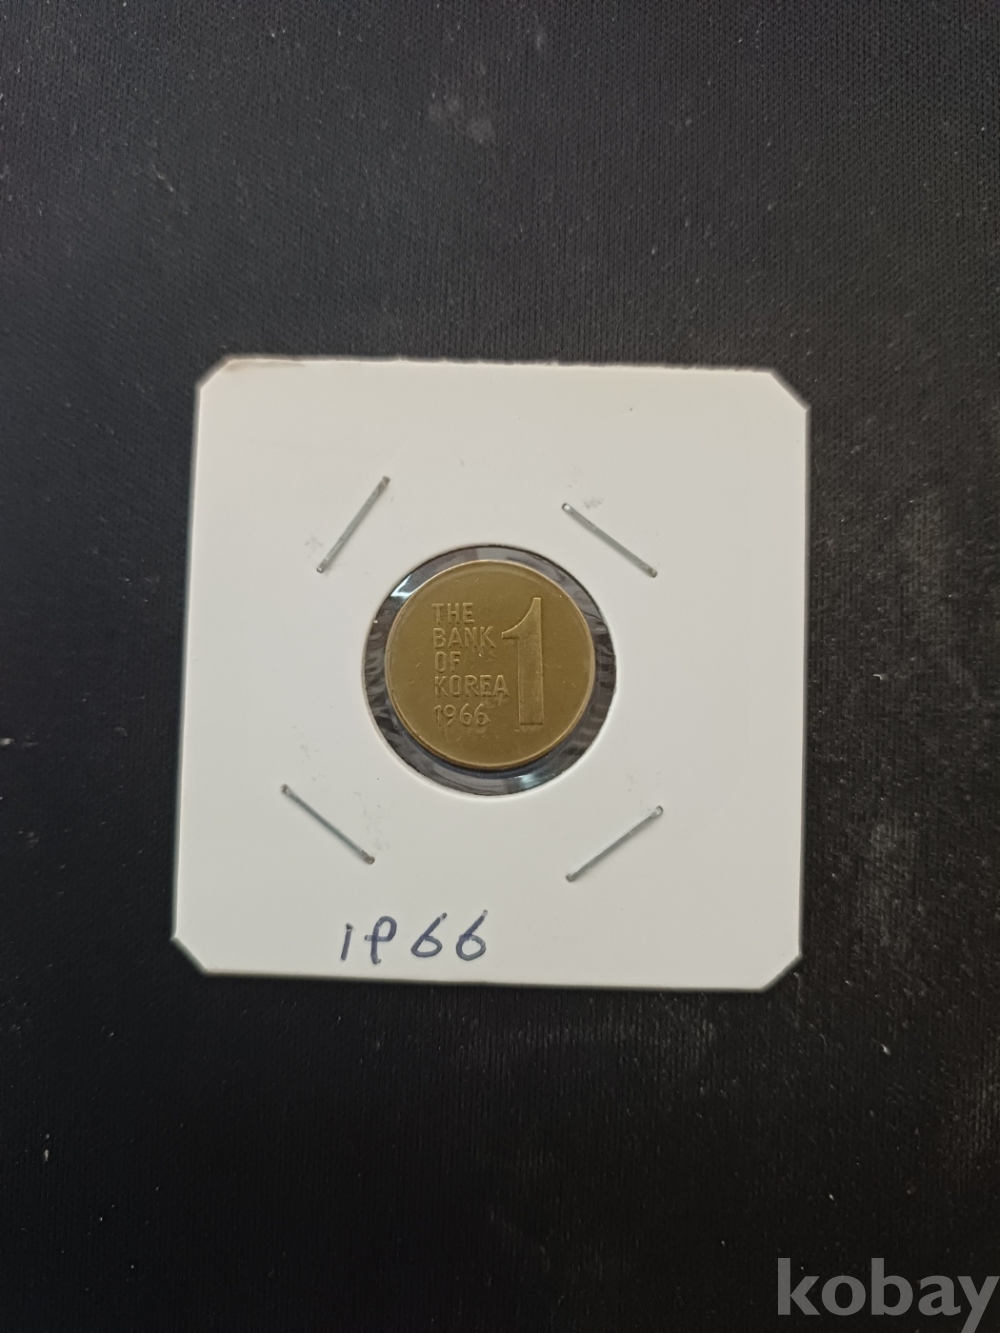 THE
BANK
OF
KOREA
1966
1
1966
kobay